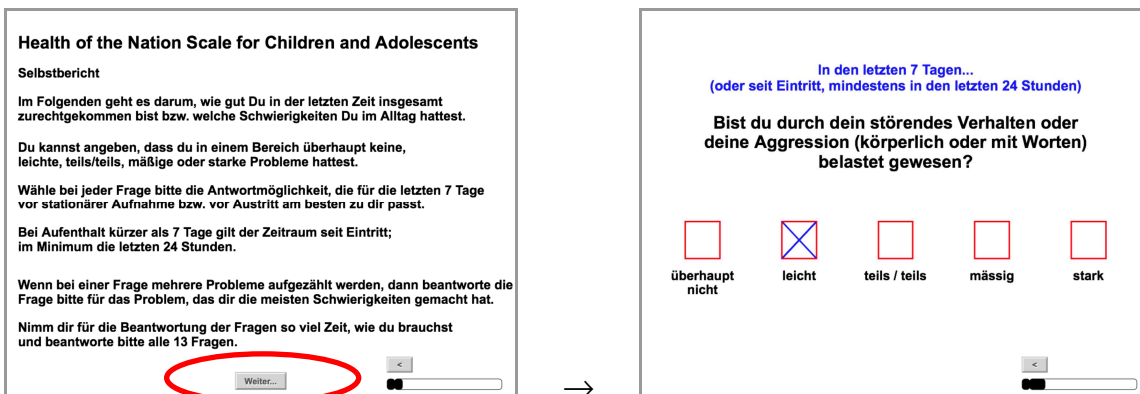 Health of the Nation Scale for Children and Adolescents
Selbstbericht
Im Folgenden geht es darum, wie gut Du in der letzten Zeit insgesamt
zurechtgekommen bist bzw. welche Schwierigkeiten Du im Alltag hattest.
Du kannst angeben, dass du in einem Bereich überhaupt keine,
leichte, teils/teils, mäßige oder starke Probleme hattest.
Wähle bei jeder Frage bitte die Antwortmöglichkeit, die für die letzten 7 Tage
vor stationärer Aufnahme bzw. vor Austritt am besten zu dir passt.
Bei Aufenthalt kürzer als 7 Tage gilt der Zeitraum seit Eintritt;
im Minimum die letzten 24 Stunden.
Wenn bei einer Frage mehrere Probleme aufgezählt werden, dann beantworte die
Frage bitte für das Problem, das dir die meisten Schwierigkeiten gemacht hat.
Nimm dir für die Beantwortung der Fragen so viel Zeit, wie du brauchst
und beantworte bitte alle 13 Fragen.
<
Weiter...
→
In den letzten 7 Tagen...
(oder seit Eintritt, mindestens in den letzten 24 Stunden)
Bist du durch dein störendes Verhalten oder
deine Aggression (körperlich oder mit Worten)
belastet gewesen?
überhaupt nicht
leicht
teils / teils
mässig
stark
<